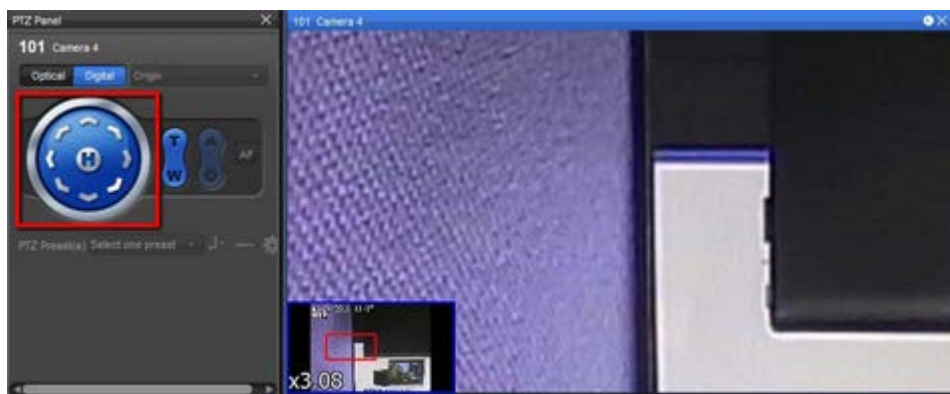 PTZ Panel
101 Camera 4
Optical Digital Origin
H
T
W
A
AF
PTZ Preset(s) Select one preset
101 Camera 4
x3.08